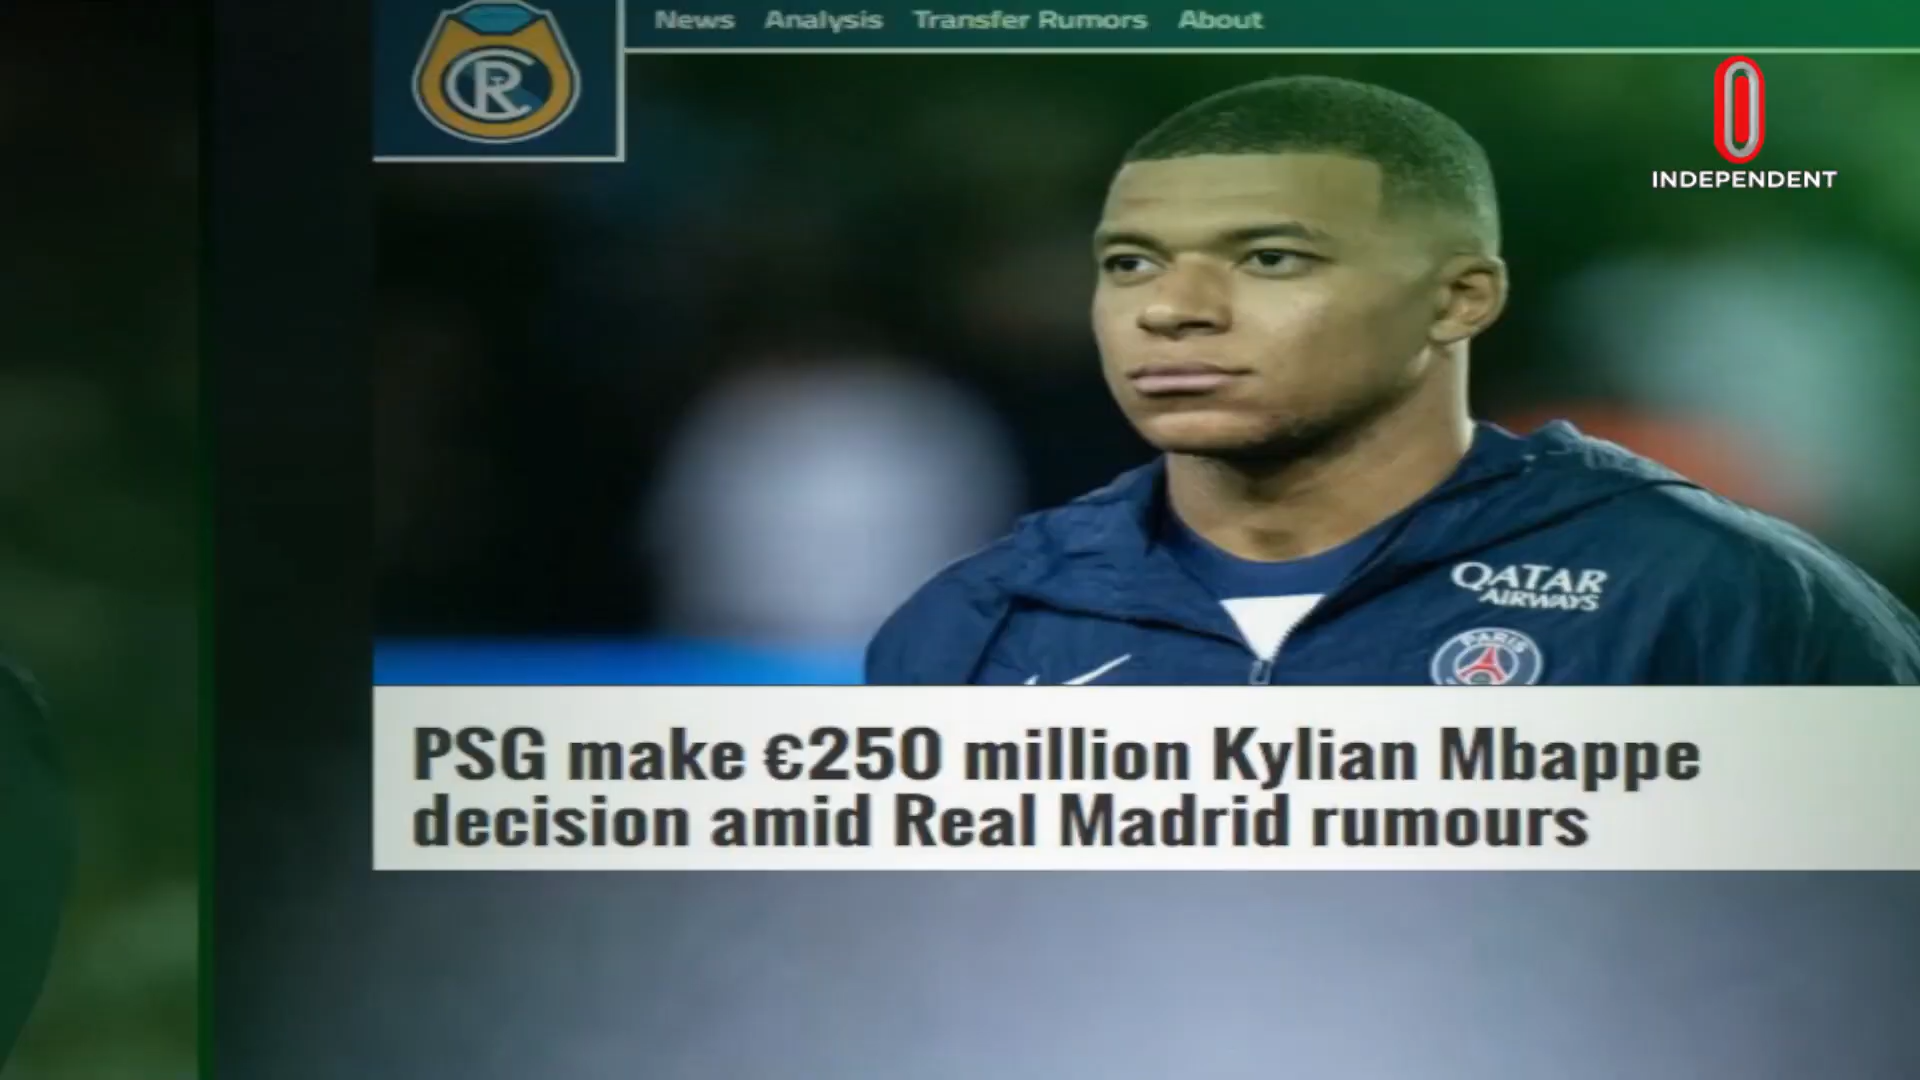 News Analysis Transfer Rumors About
INDEPENDENT
QATAR
AIRWAYS
PARIS
PSG make €250 million Kylian Mbappe
decision amid Real Madrid rumours